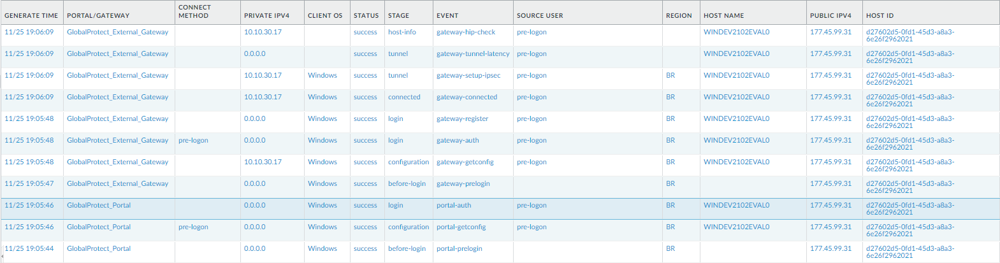 GENERATE TIME PORTAL/GATEWAY CONNECT METHOD PRIVATE IPV4 CLIENT OS STATUS STAGE EVENT SOURCE USER REGION HOST NAME PUBLIC IPV4 HOST ID
11/25 19:06:09 GlobalProtect_External_Gateway 10.10.30.17 success host-info gateway-hip-check pre-logon WINDEV2102EVAL0 177.45.99.31 d27602d5-0fd1-45d3-a8a3-
6e26f2962021
11/25 19:06:09 GlobalProtect_External_Gateway 0.0.0.0 success tunnel gateway-tunnel-latency pre-logon WINDEV2102EVAL0 177.45.99.31 d27602d5-0fd1-45d3-a8a3-
6e26f2962021
11/25 19:06:09 GlobalProtect_External_Gateway 10.10.30.17 Windows success tunnel gateway-setup-ipsec pre-logon BR WINDEV2102EVAL0 177.45.99.31 d27602d5-0fd1-45d3-a8a3-
6e26f2962021
11/25 19:06:09 GlobalProtect_External_Gateway 10.10.30.17 Windows success connected gateway-connected pre-logon BR WINDEV2102EVAL0 177.45.99.31 d27602d5-0fd1-45d3-a8a3-
6e26f2962021
11/25 19:05:48 GlobalProtect_External_Gateway 0.0.0.0 Windows success login gateway-register pre-logon BR WINDEV2102EVAL0 177.45.99.31 d27602d5-0fd1-45d3-a8a3-
6e26f2962021
11/25 19:05:48 GlobalProtect_External_Gateway pre-logon 0.0.0.0 Windows success login gateway-auth pre-logon BR WINDEV2102EVAL0 177.45.99.31 d27602d5-0fd1-45d3-a8a3-
6e26f2962021
11/25 19:05:48 GlobalProtect_External_Gateway 10.10.30.17 Windows success configuration gateway-getconfig pre-logon BR WINDEV2102EVAL0 177.45.99.31 d27602d5-0fd1-45d3-a8a3-
6e26f2962021
11/25 19:05:47 GlobalProtect_External_Gateway 0.0.0.0 Windows success before-login gateway-prelogin BR 177.45.99.31 d27602d5-0fd1-45d3-a8a3-
6e26f2962021
11/25 19:05:46 GlobalProtect_Portal 0.0.0.0 Windows success login portal-auth pre-logon BR WINDEV2102EVAL0 177.45.99.31 d27602d5-0fd1-45d3-a8a3-
6e26f2962021
11/25 19:05:46 GlobalProtect_Portal pre-logon 0.0.0.0 Windows success configuration portal-getconfig pre-logon BR WINDEV2102EVAL0 177.45.99.31 d27602d5-0fd1-45d3-a8a3-
6e26f2962021
11/25 19:05:44 GlobalProtect_Portal 0.0.0.0 Windows success before-login portal-prelogin BR 177.45.99.31 d27602d5-0fd1-45d3-a8a3-
6e26f2962021